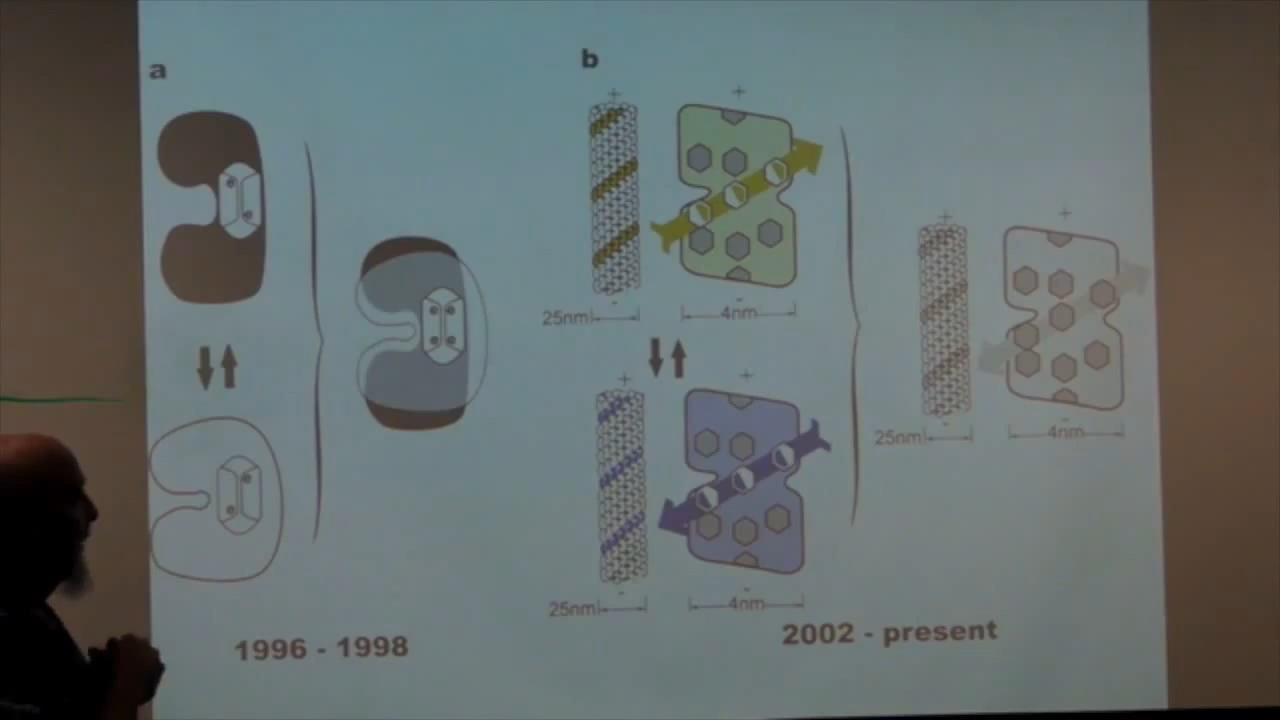 a
b
+
+
-
-
25nm
4nm
+
+
-
-
25nm
4nm
+
+
-
-
25nm
4nm
1996 - 1998
2002 - present